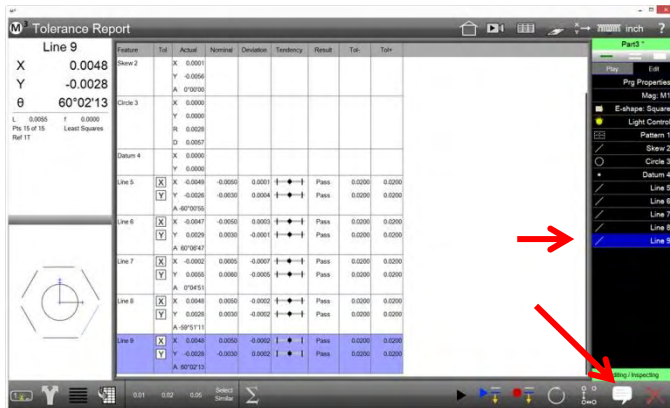 M³ Tolerance Report
mm inch ?
Line 9
X 0.0048
Y -0.0028
θ 60°02'13
L 0.0055 f 0.0000
Pts 15 of 15 Least Squares
Ref 1T
Feature Tol Actual Nominal Deviation Tendency Result Tol- Tol+
Skew 2 X 0.0001
Y -0.0056
A 0°00'00
Circle 3 X 0.0000
Y 0.0000
R 0.0028
D 0.0057
Datum 4 X 0.0000
Y 0.0000
Line 5 X X -0.0049 -0.0050 0.0001 Pass 0.0200 0.0200
Y Y -0.0026 -0.0030 0.0004 Pass 0.0200 0.0200
A -60°00'55
Line 6 X X -0.0047 -0.0050 0.0003 Pass 0.0200 0.0200
Y Y 0.0029 0.0030 -0.0001 Pass 0.0200 0.0200
A 60°06'47
Line 7 X X -0.0002 0.0005 -0.0007 Pass 0.0200 0.0200
Y Y 0.0055 0.0060 -0.0005 Pass 0.0200 0.0200
A 0°04'51
Line 8 X X 0.0048 0.0050 -0.0002 Pass 0.0200 0.0200
Y Y 0.0028 0.0030 -0.0002 Pass 0.0200 0.0200
A -59°51'11
Line 9 X X 0.0048 0.0050 -0.0002 Pass 0.0200 0.0200
Y Y -0.0028 -0.0030 0.0002 Pass 0.0200 0.0200
A 60°02'13
Part3 *
Play Edit
Prg Properties
Mag: M1
E-shape: Square
Light Control
Pattern 1
Skew 2
Circle 3
Datum 4
Line 5
Line 6
Line 7
Line 8
Line 9
Editing / Inspecting
0.01 0.02 0.05 Select Similar Σ